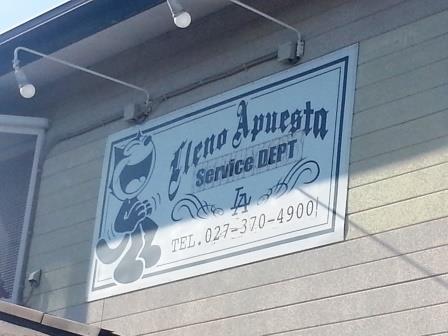 Lleno Apuesta
Service DEPT
LA
TEL.027-370-4900